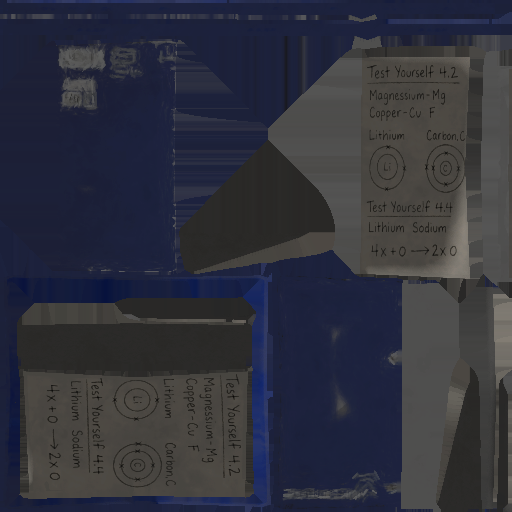 Test Yourself 4.2
Magnessium-Mg
Copper-Cu F
Lithium Carbon.C
Li C
Test Yourself 4.4
Lithium Sodium
4x+0 → 2x0
Test Yourself 4.2
Magnessium-Mg
Copper-Cu F
Lithium Carbon.C
Li C
Test Yourself 4.4
Lithium Sodium
4x+0 → 2x0